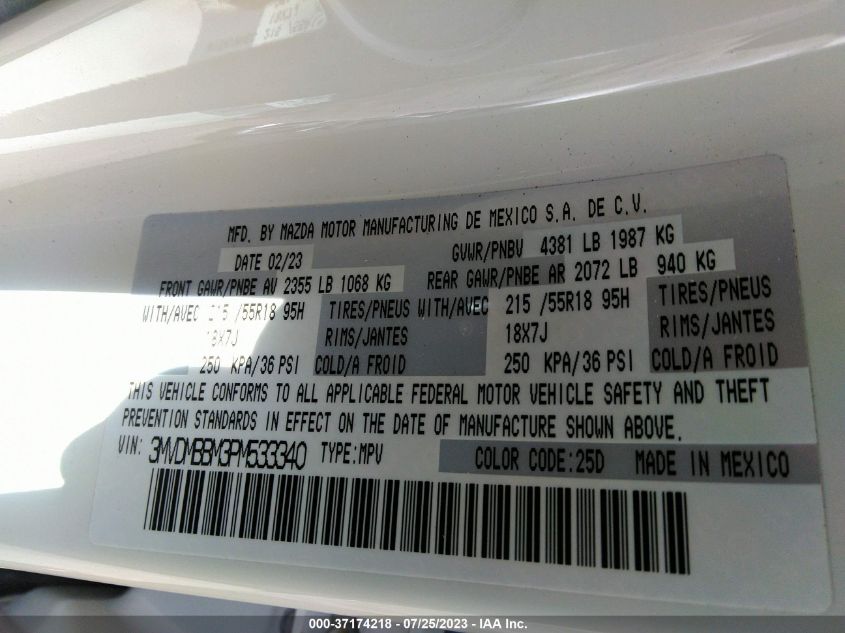 MFD. BY MAZDA MOTOR MANUFACTURING DE MEXICO S.A. DE C.V.
DATE 02/23 GVWR/PNBV 4381 LB 1987 KG
FRONT GAWR/PNBE AV 2355 LB 1068 KG REAR GAWR/PNBE AR 2072 LB 940 KG
WITH/AVEC 215 /55R18 95H TIRES/PNEUS WITH/AVEC 215 /55R18 95H TIRES/PNEUS
18X7J RIMS/JANTES 18X7J RIMS/JANTES
250 KPA/36 PSI COLD/A FROID 250 KPA/36 PSI COLD/A FROID
THIS VEHICLE CONFORMS TO ALL APPLICABLE FEDERAL MOTOR VEHICLE SAFETY AND THEFT
PREVENTION STANDARDS IN EFFECT ON THE DATE OF MANUFACTURE SHOWN ABOVE.
VIN: 3MVDMBBM3PM533340 TYPE:MPV COLOR CODE:25D MADE IN MEXICO
000-37174218 - 07/25/2023 - IAA Inc.